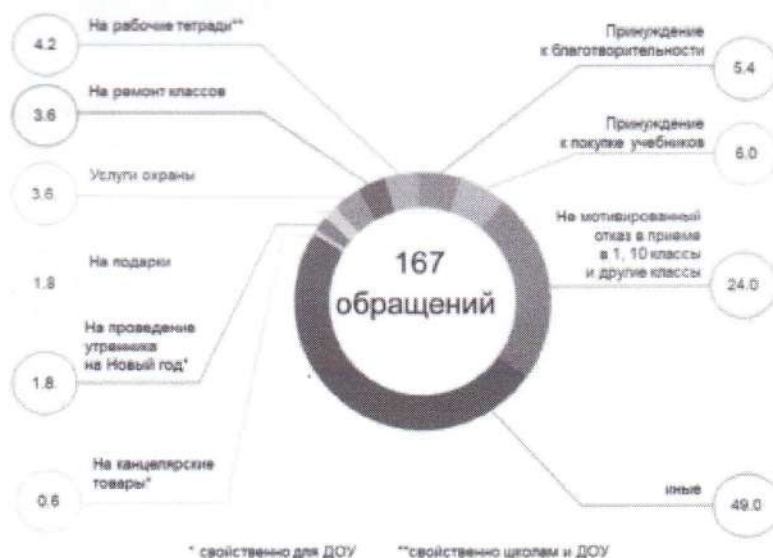 На рабочие тетради**
4.2
На ремонт классов
3.6
Услуги охраны
3.6
На подарки
1.8
На проведение
утренника
на Новый год*
1.8
На канцелярские
товары*
0.6
167
обращений
Принуждение
к благотворительности
5.4
Принуждение
к покупке учебников
6.0
Не мотивированный
отказ в приеме
в 1, 10 классы
и другие классы
24.0
иные
49.0
* свойственно для ДОУ
**свойственно школам и ДОУ